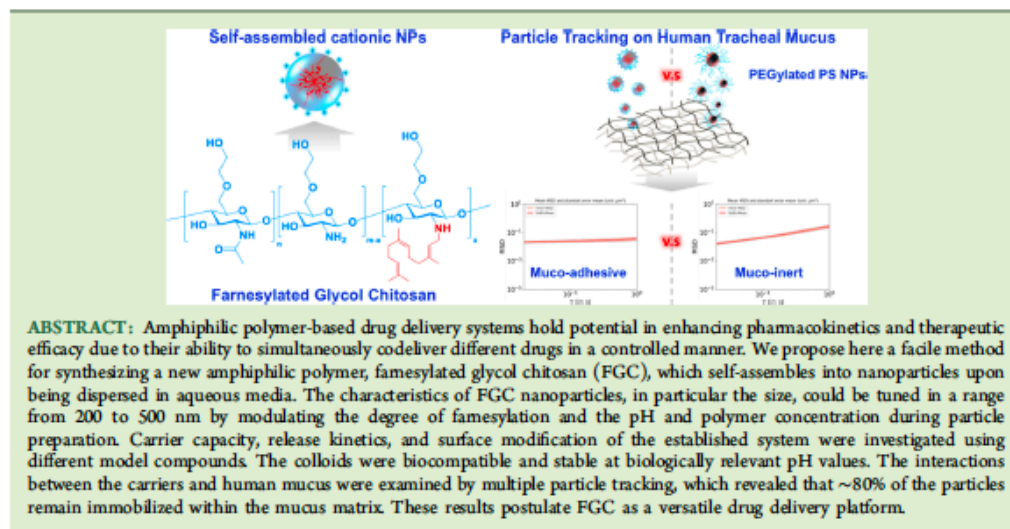 Self-assembled cationic NPs
Particle Tracking on Human Tracheal Mucus
V.S
PEGylated PS NPs
HO
HO
HO
O
O
O
O
O
O
O
O
O
HO
HO
HO
NH
NH2
NH
O
n
m-x
x
V.S
MSD
Muco-adhesive
Muco-inert
Farnesylated Glycol Chitosan
ABSTRACT: Amphiphilic polymer-based drug delivery systems hold potential in enhancing pharmacokinetics and therapeutic
efficacy due to their ability to simultaneously codeliver different drugs in a controlled manner. We propose here a facile method
for synthesizing a new amphiphilic polymer, farnesylated glycol chitosan (FGC), which self-assembles into nanoparticles upon
being dispersed in aqueous media. The characteristics of FGC nanoparticles, in particular the size, could be tuned in a range
from 200 to 500 nm by modulating the degree of farnesylation and the pH and polymer concentration during particle
preparation. Carrier capacity, release kinetics, and surface modification of the established system were investigated using
different model compounds. The colloids were biocompatible and stable at biologically relevant pH values. The interactions
between the carriers and human mucus were examined by multiple particle tracking, which revealed that ~80% of the particles
remain immobilized within the mucus matrix. These results postulate FGC as a versatile drug delivery platform.